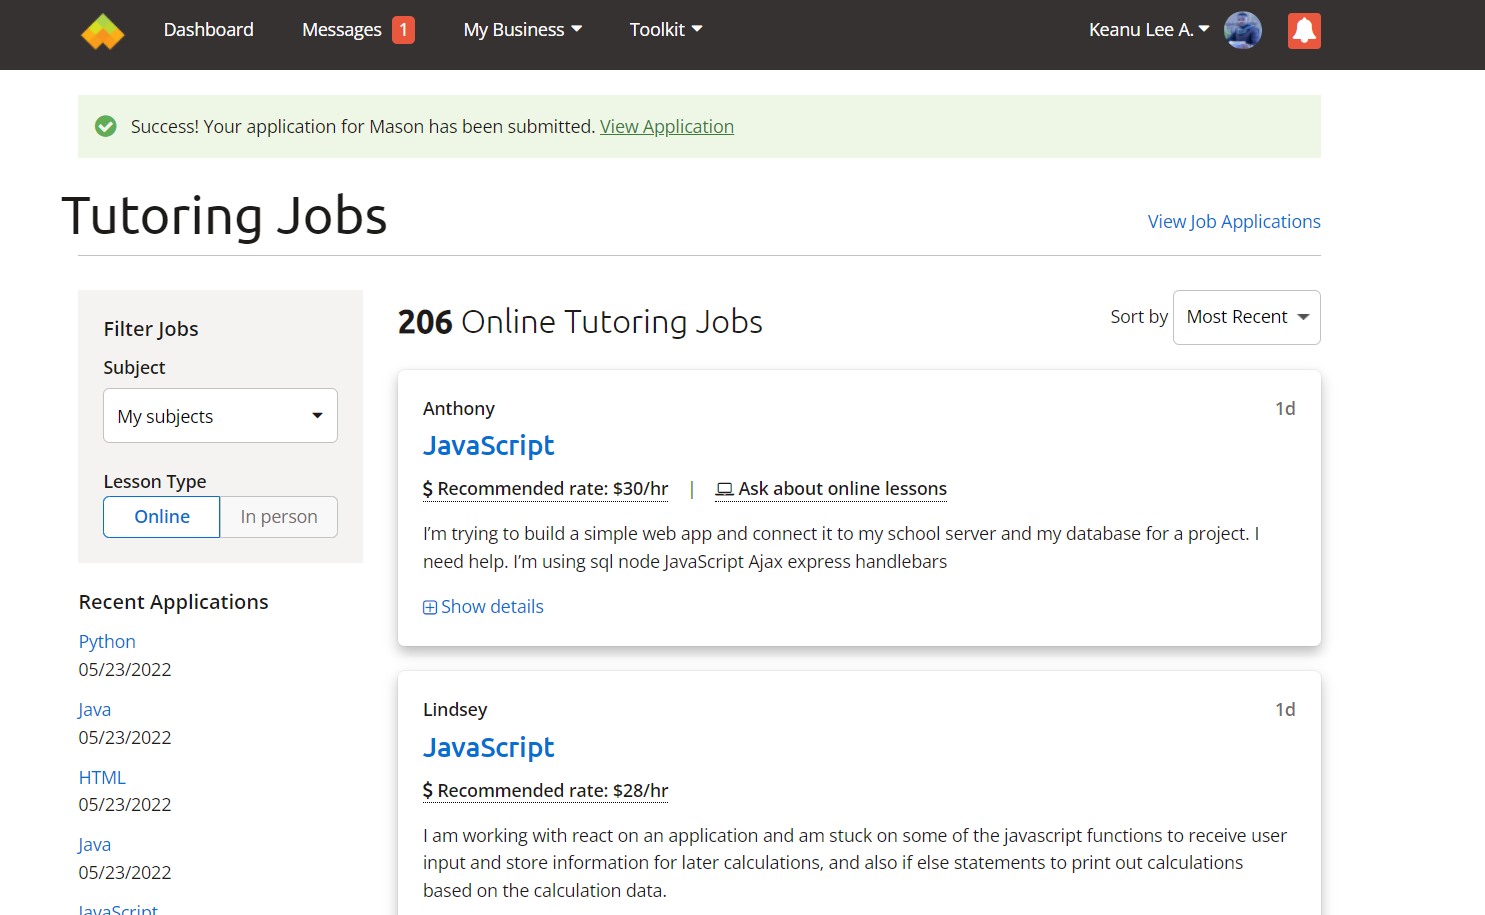 Dashboard Messages 1 My Business Toolkit Keanu Lee A.
Success! Your application for Mason has been submitted. View Application
Tutoring Jobs
View Job Applications
Filter Jobs
Subject
My subjects
Lesson Type
Online In person
Recent Applications
Python
05/23/2022
Java
05/23/2022
HTML
05/23/2022
Java
05/23/2022
JavaScript
206 Online Tutoring Jobs
Sort by Most Recent
Anthony 1d
JavaScript
$ Recommended rate: $30/hr | Ask about online lessons
I’m trying to build a simple web app and connect it to my school server and my database for a project. I
need help. I’m using sql node JavaScript Ajax express handlebars
Show details
Lindsey 1d
JavaScript
$ Recommended rate: $28/hr
I am working with react on an application and am stuck on some of the javascript functions to receive user
input and store information for later calculations, and also if else statements to print out calculations
based on the calculation data.